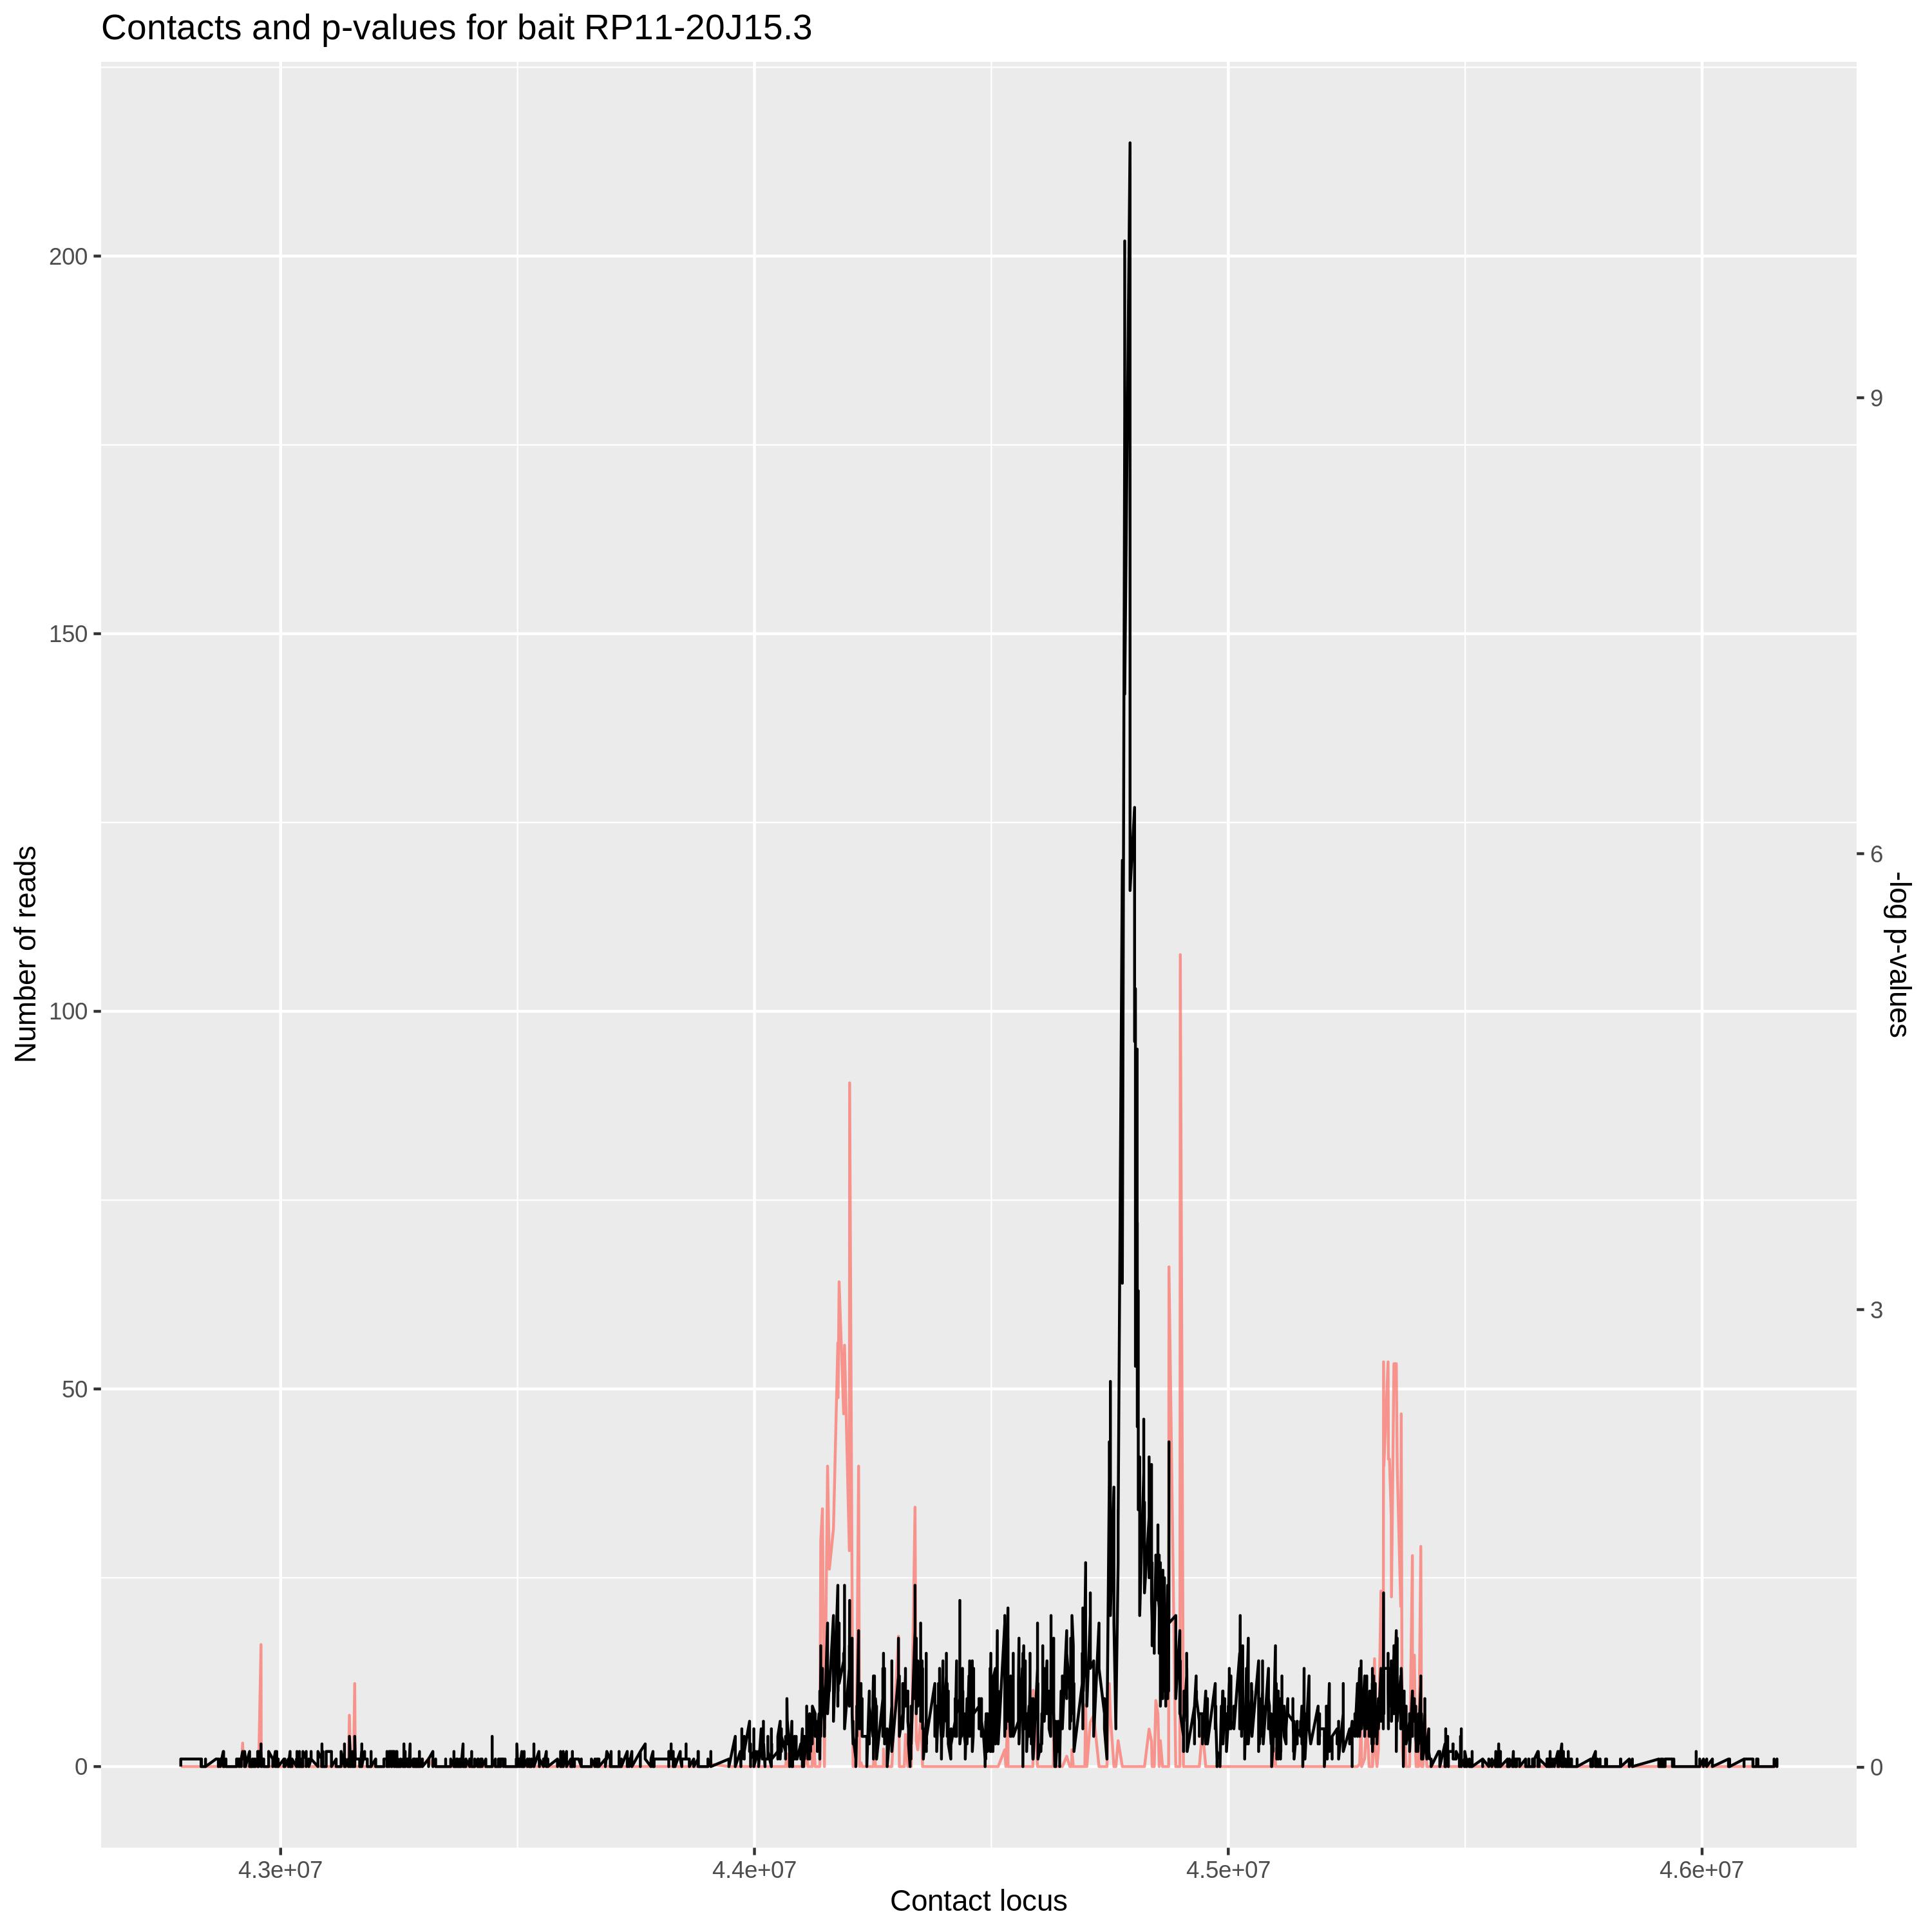 Contacts and p-values for bait RP11-20J15.3
200
150
100
50
0
Number of reads
9
6
3
0
-log p-values
4.3e+07
4.4e+07
4.5e+07
4.6e+07
Contact locus